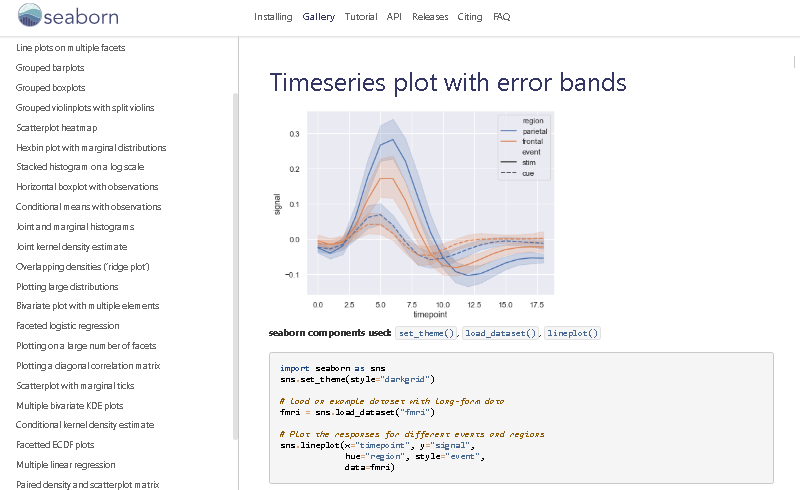 seaborn
Installing Gallery Tutorial API Releases Citing FAQ
Line plots on multiple facets
Grouped barplots
Grouped boxplots
Grouped violinplots with split violins
Scatterplot heatmap
Hexbin plot with marginal distributions
Stacked histogram on a log scale
Horizontal boxplot with observations
Conditional means with observations
Joint and marginal histograms
Joint kernel density estimate
Overlapping densities ('ridge plot')
Plotting large distributions
Bivariate plot with multiple elements
Faceted logistic regression
Plotting on a large number of facets
Plotting a diagonal correlation matrix
Scatterplot with marginal ticks
Multiple bivariate KDE plots
Conditional kernel density estimate
Facetted ECDF plots
Multiple linear regression
Paired density and scatterplot matrix
Timeseries plot with error bands
region
parietal
frontal
event
stim
cue
0.3
0.2
0.1
0.0
−0.1
signal
0.0 2.5 5.0 7.5 10.0 12.5 15.0 17.5
timepoint
seaborn components used: set_theme(), load_dataset(), lineplot()
import seaborn as sns
sns.set_theme(style="darkgrid")
# Load an example dataset with long-form data
fmri = sns.load_dataset("fmri")
# Plot the responses for different events and regions
sns.lineplot(x="timepoint", y="signal",
hue="region", style="event",
data=fmri)